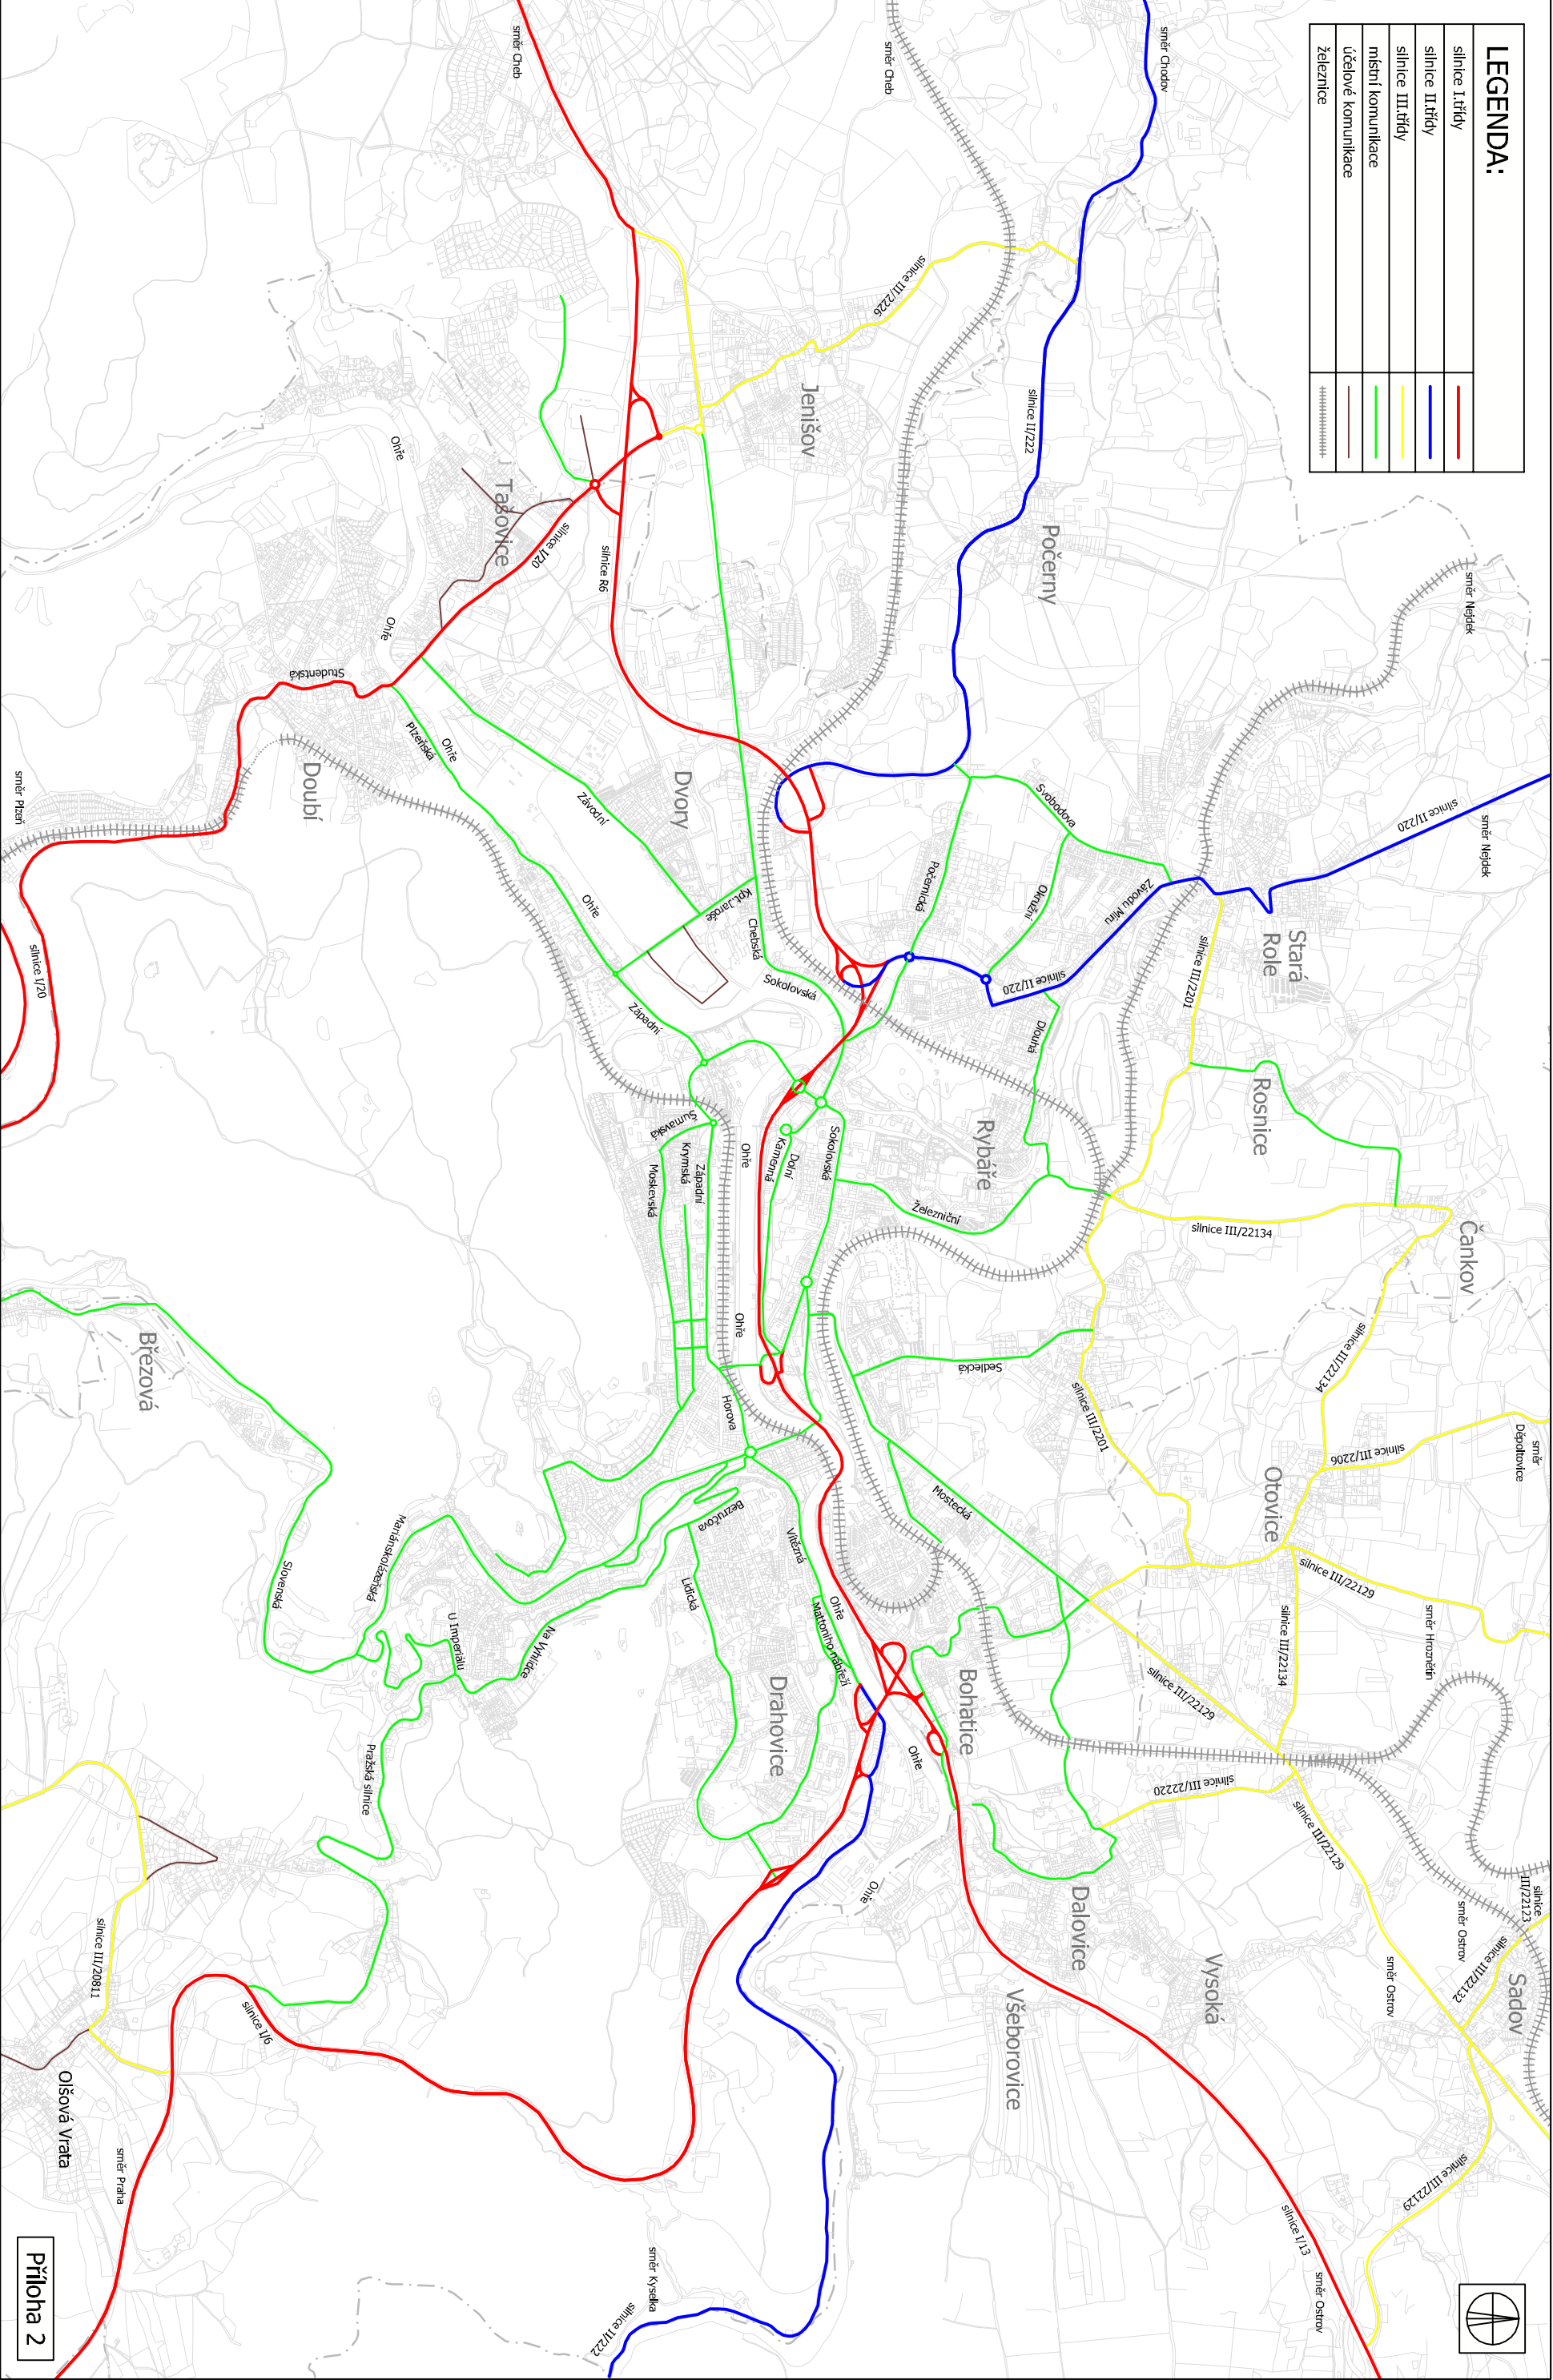 LEGENDA:
silnice I.třídy
silnice II.třídy
silnice III.třídy
místní komunikace
účelové komunikace
železnice
směr Chodov
směr Cheb
směr Cheb
silnice III/2226
silnice II/222
Jenišov
Počerny
směr Nejdek
silnice II/220
směr Nejdek
Stará
Role
Tašovice
Ohře
silnice I/20
silnice R6
Ohře
Studentská
Plzeňská
Ohře
Doubí
směr Plzeň
silnice I/20
Dvory
Závodní
Kpt.Jaroše
Chebská
Ohře
Západní
Sokolovská
Svobodova
Okružní
Počernická
Závodu Míru
silnice II/220
silnice III/2201
Dlouhá
Rosnice
Rybáře
Čankov
silnice III/22134
Železniční
Sokolovská
Dolní
Kamenná
Ohře
Šumavská
Západní
Krymská
Moskevská
Ohře
Horova
Březová
Sedlecká
silnice III/2201
silnice III/22134
silnice III/2206
směr
Děpoltovice
Otovice
silnice III/22129
směr Hroznětín
silnice III/22134
Mostecká
Bezručova
Vítězná
Lidická
Ohře
Mattoniho nábřeží
Mariánskolázeňská
Slovenská
U Imperiálu
Na Vyhlídce
Pražská silnice
Drahovice
Bohatice
Ohře
silnice III/22129
silnice III/22220
silnice III/22129
Ohře
Dalovice
Vysoká
Všeborovice
směr Ostrov
směr Ostrov
silnice
III/22123
silnice III/22132
Sadov
silnice III/22129
silnice I/13
směr Ostrov
silnice III/20811
silnice I/6
Olšová Vrata
směr Praha
směr Kyselka
silnice II/222
Příloha 2